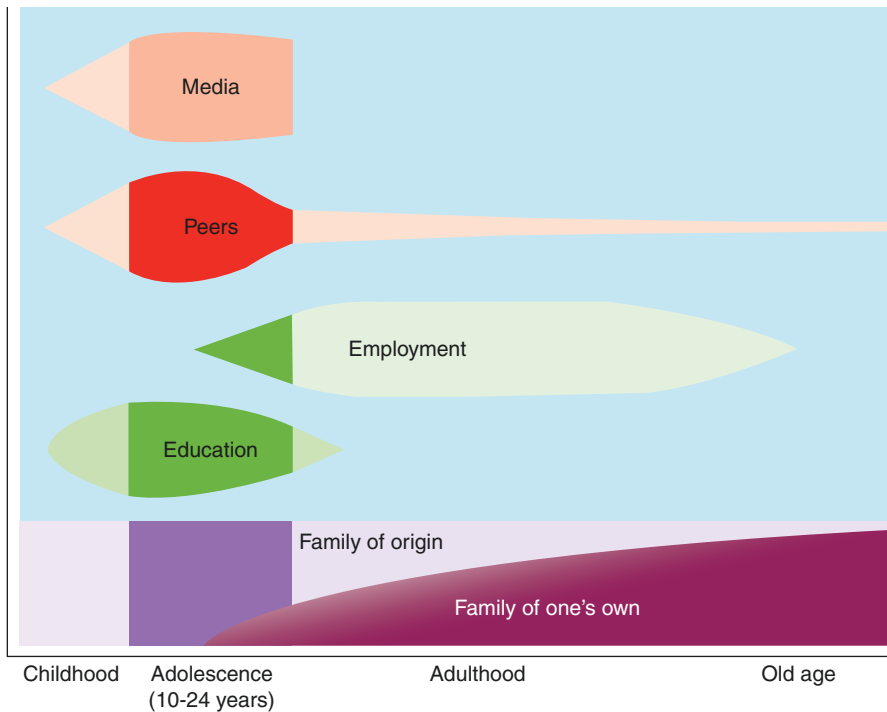 Media
Peers
Employment
Education
Family of origin
Family of one's own
Childhood
Adolescence
(10-24 years)
Adulthood
Old age